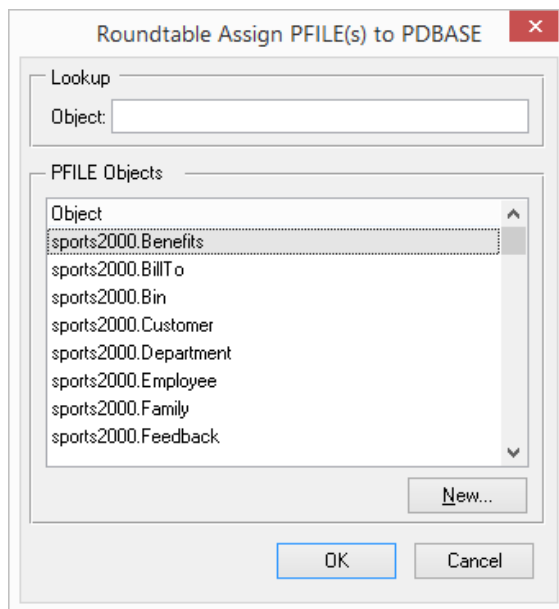 Roundtable Assign PFILE(s) to PDBASE
Lookup
Object:
PFILE Objects
Object
sports2000.Benefits
sports2000.BillTo
sports2000.Bin
sports2000.Customer
sports2000.Department
sports2000.Employee
sports2000.Family
sports2000.Feedback
New...
OK Cancel